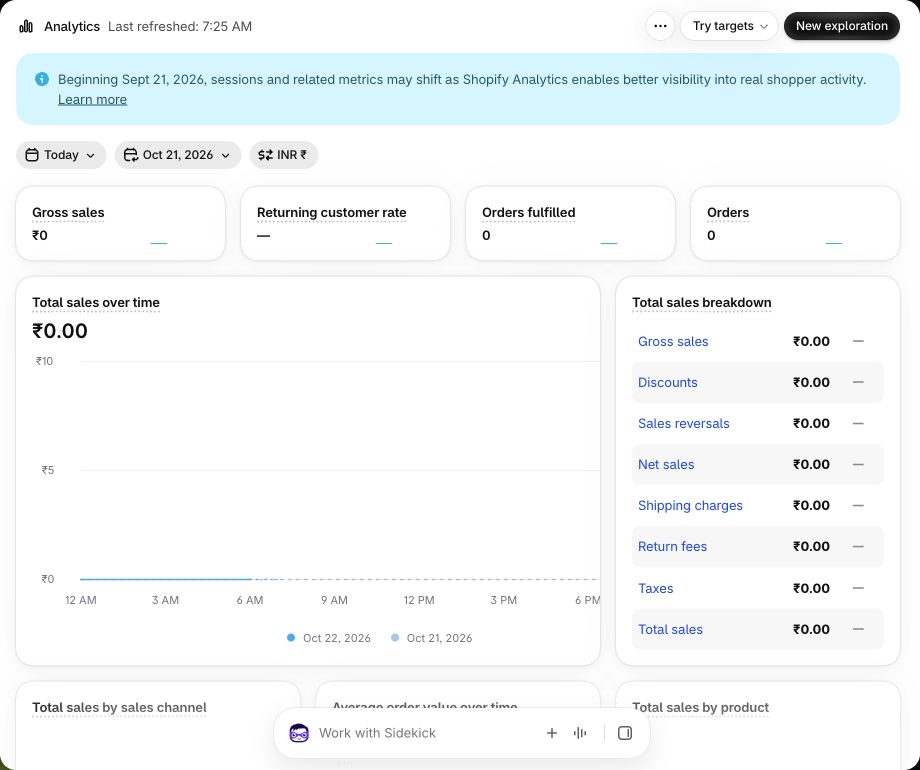 Analytics Last refreshed: 7:25 AM
Try targets
New exploration
Beginning Sept 21, 2026, sessions and related metrics may shift as Shopify Analytics enables better visibility into real shopper activity.
Learn more
Today
Oct 21, 2026
INR ₹
Gross sales
₹0
—
Returning customer rate
—
Orders fulfilled
0
Orders
0
Total sales over time
₹0.00
₹10
₹5
₹0
12 AM 3 AM 6 AM 9 AM 12 PM 3 PM 6 PM
Oct 22, 2026 Oct 21, 2026
Total sales breakdown
Gross sales ₹0.00 —
Discounts ₹0.00 —
Sales reversals ₹0.00 —
Net sales ₹0.00 —
Shipping charges ₹0.00 —
Return fees ₹0.00 —
Taxes ₹0.00 —
Total sales ₹0.00 —
Total sales by sales channel
Average order value over time
Total sales by product
Work with Sidekick